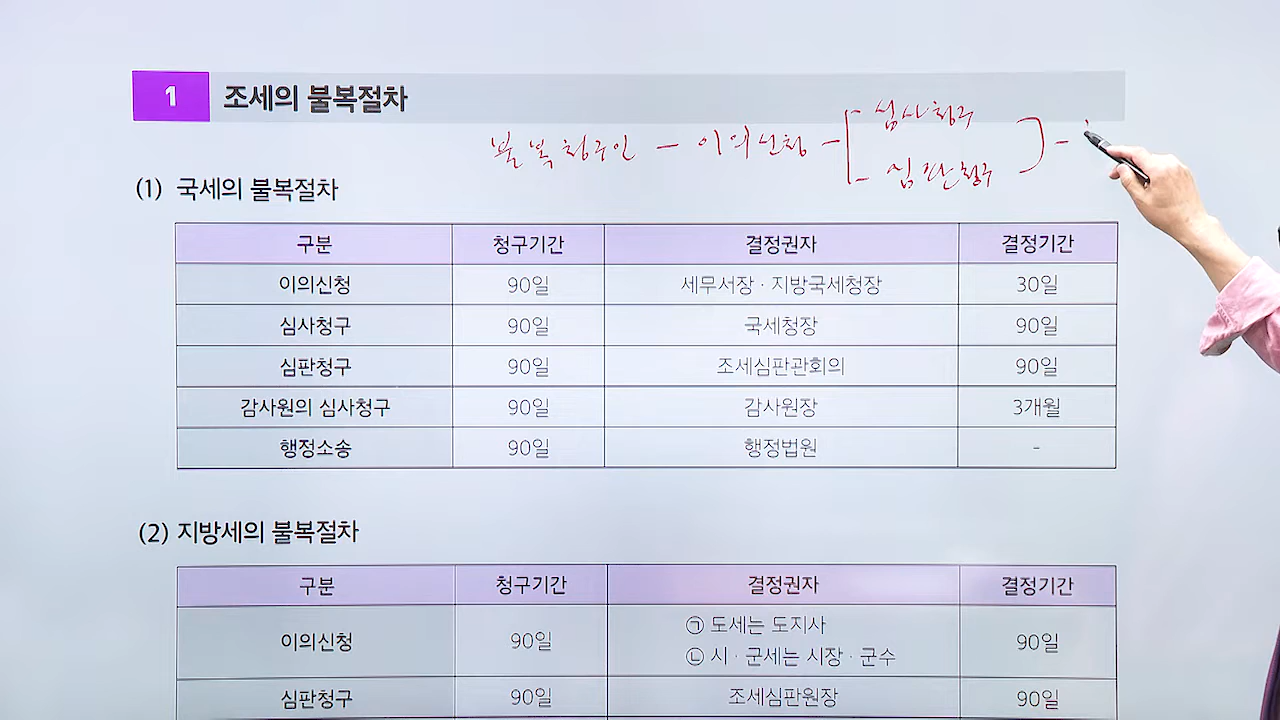 1 조세의 불복절차
불복청구인 - 이의신청 - [ 심사청구
심판청구 ] -
(1) 국세의 불복절차
구분 청구기간 결정권자 결정기간
이의신청 90일 세무서장 · 지방국세청장 30일
심사청구 90일 국세청장 90일
심판청구 90일 조세심판관회의 90일
감사원의 심사청구 90일 감사원장 3개월
행정소송 90일 행정법원 -
(2) 지방세의 불복절차
구분 청구기간 결정권자 결정기간
이의신청 90일 ㉠ 도세는 도지사 90일
㉡ 시 · 군세는 시장 · 군수
심판청구 90일 조세심판원장 90일